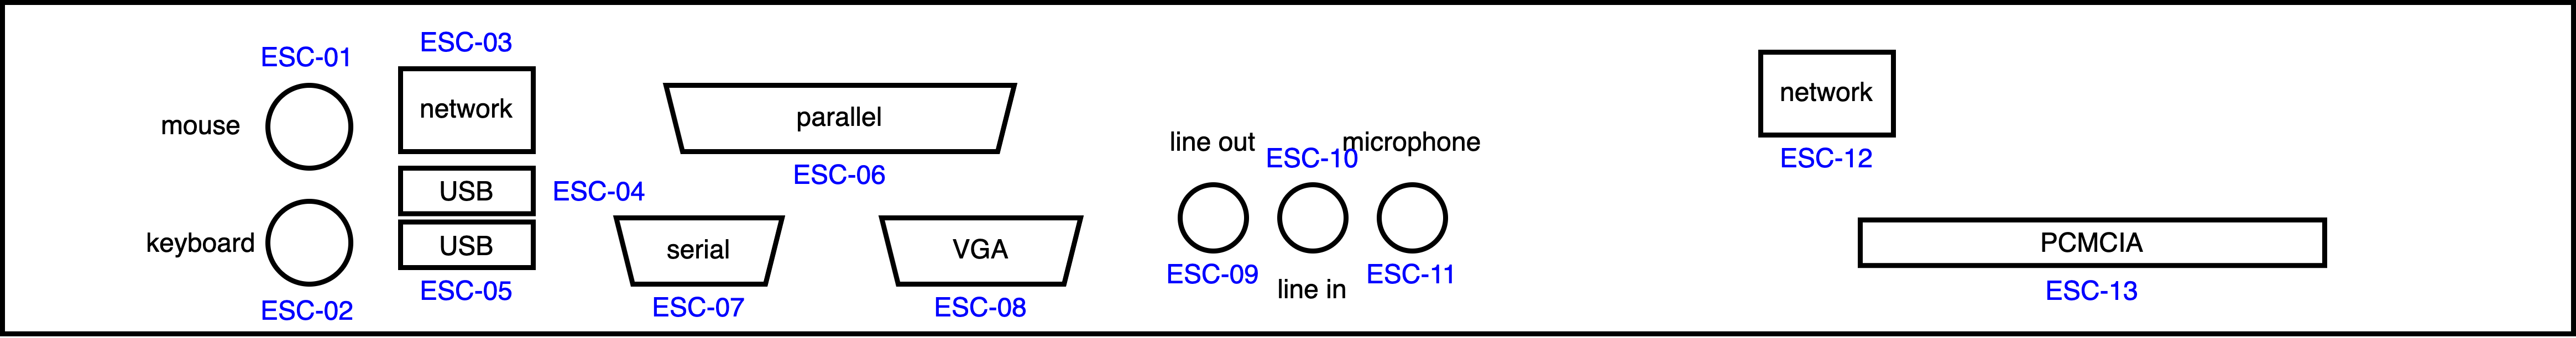 ESC-01
mouse
keyboard
ESC-02
ESC-03
network
USB
ESC-04
USB
ESC-05
parallel
ESC-06
serial
ESC-07
VGA
ESC-08
line out
ESC-09
ESC-10
line in
microphone
ESC-11
network
ESC-12
PCMCIA
ESC-13